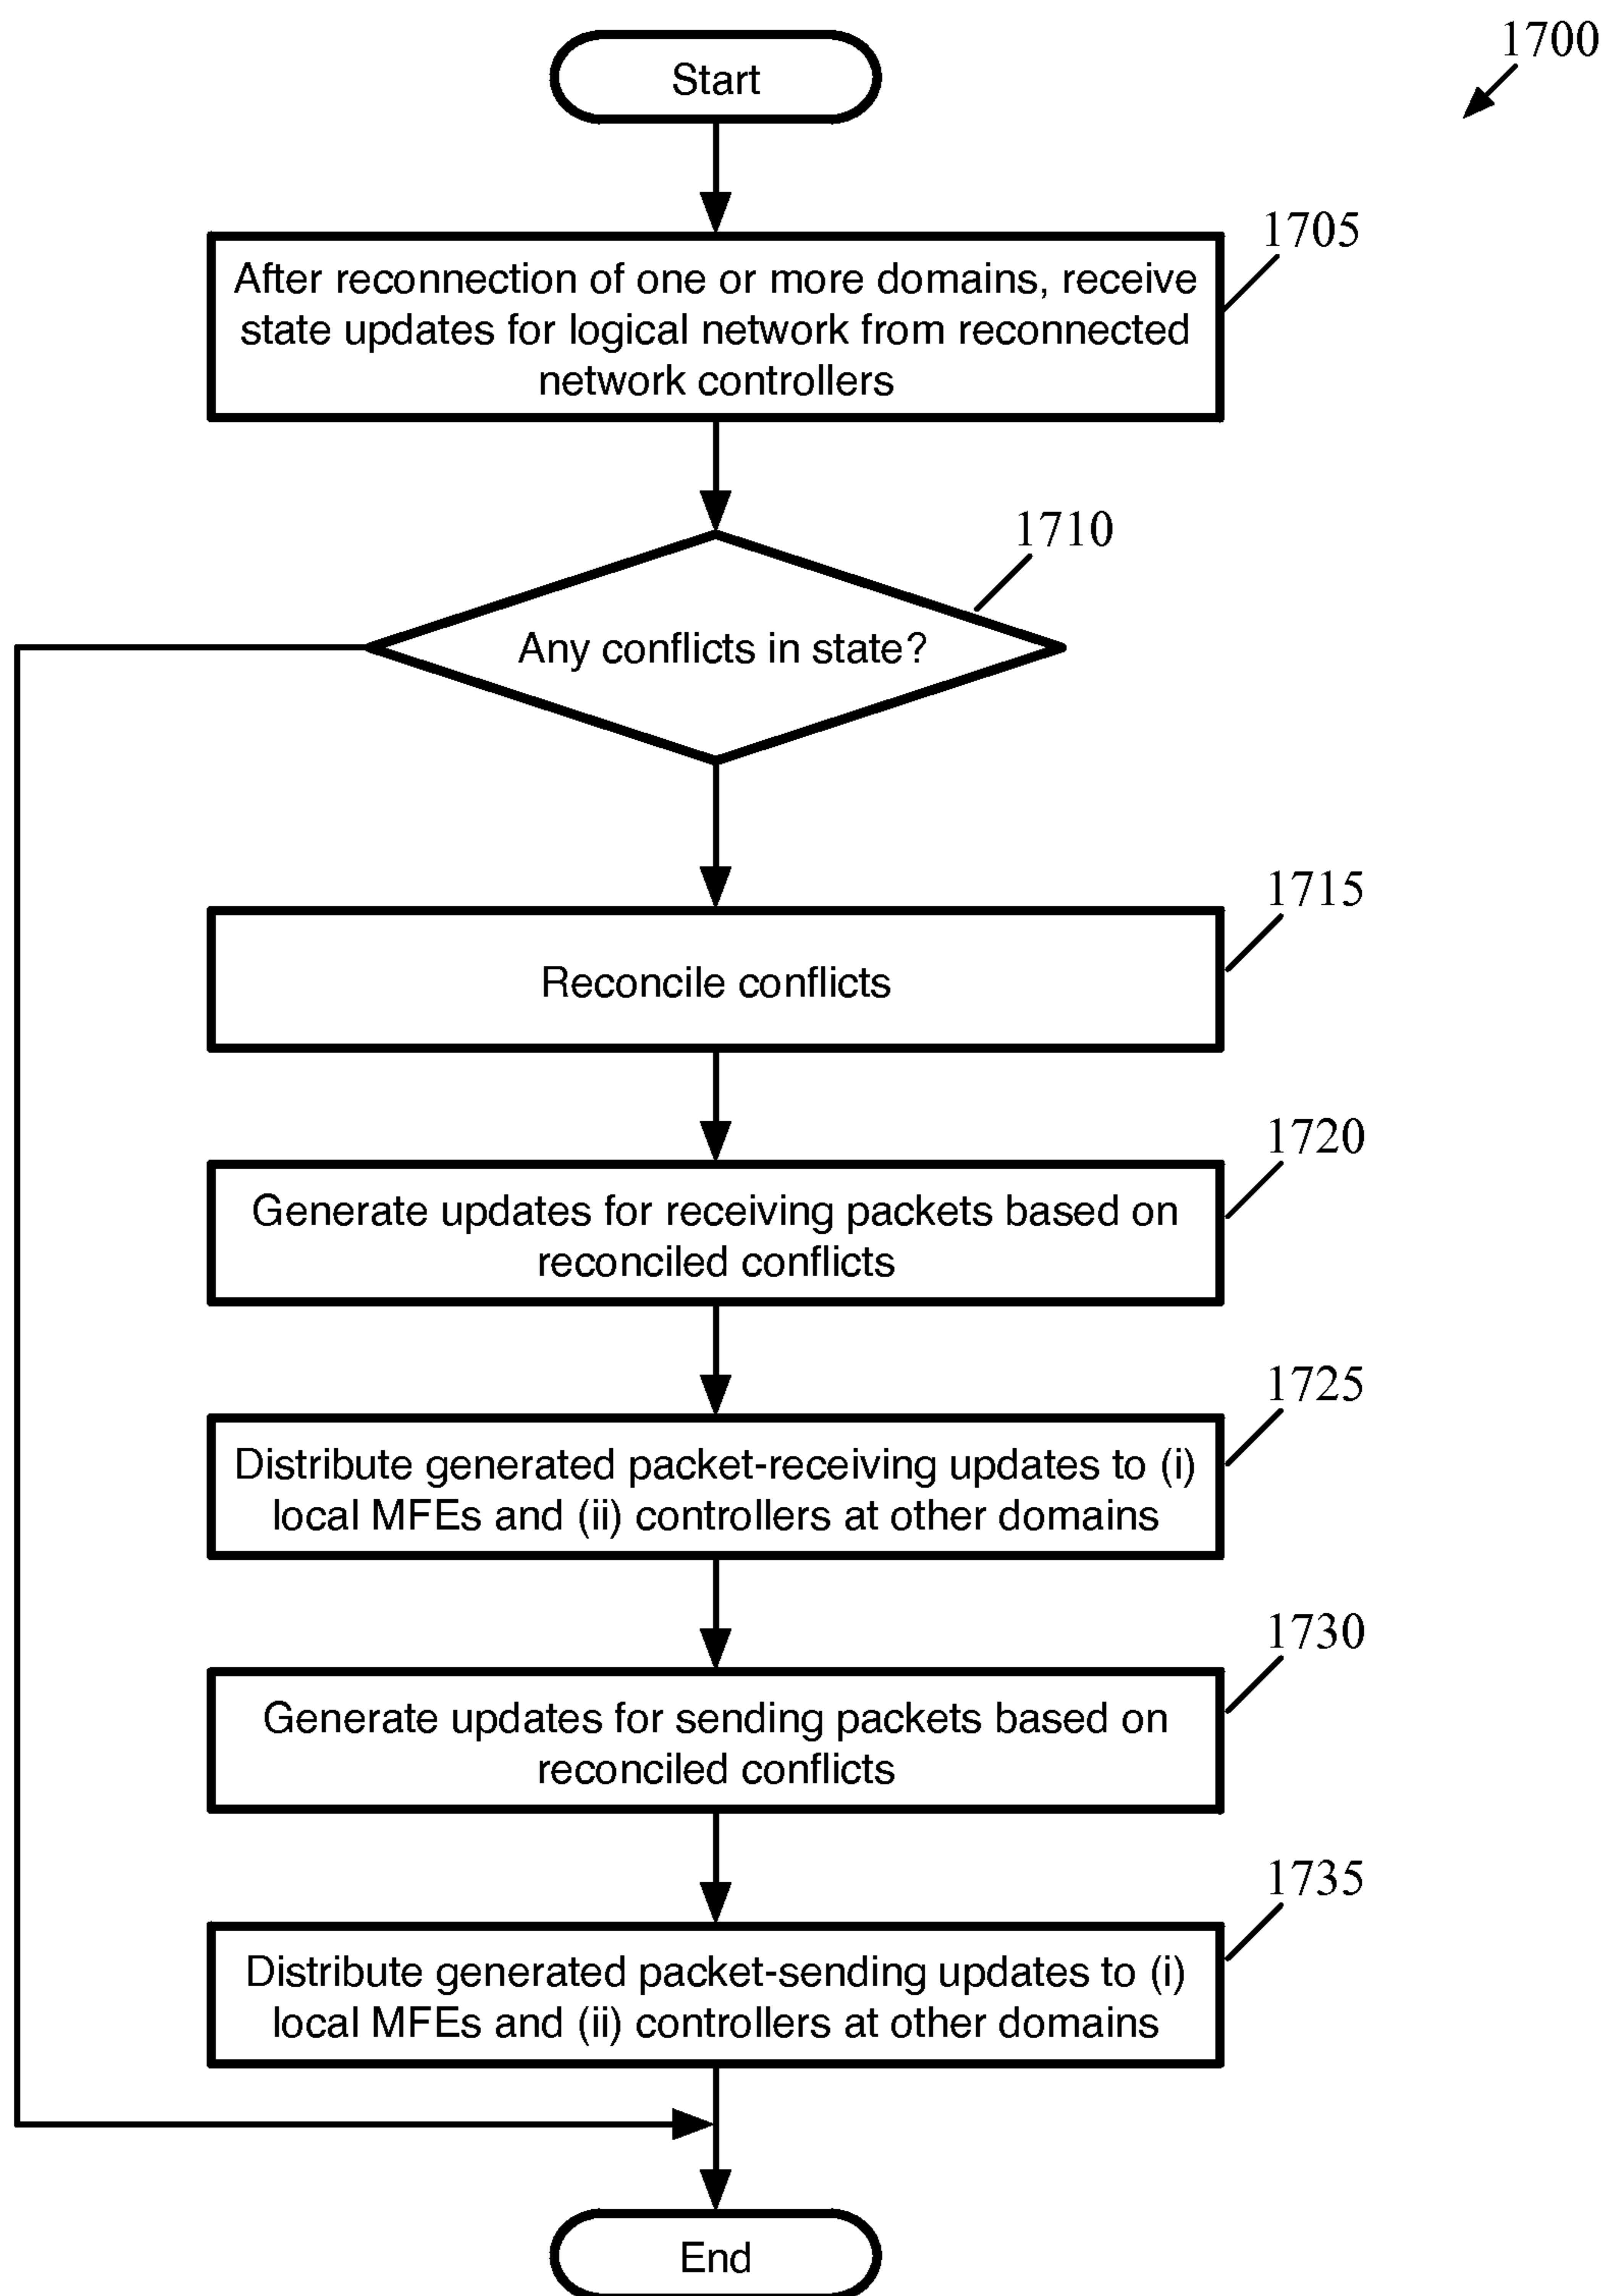 1700
Start
1705
After reconnection of one or more domains, receive
state updates for logical network from reconnected
network controllers
1710
Any conflicts in state?
1715
Reconcile conflicts
1720
Generate updates for receiving packets based on
reconciled conflicts
1725
Distribute generated packet-receiving updates to (i)
local MFEs and (ii) controllers at other domains
1730
Generate updates for sending packets based on
reconciled conflicts
1735
Distribute generated packet-sending updates to (i)
local MFEs and (ii) controllers at other domains
End